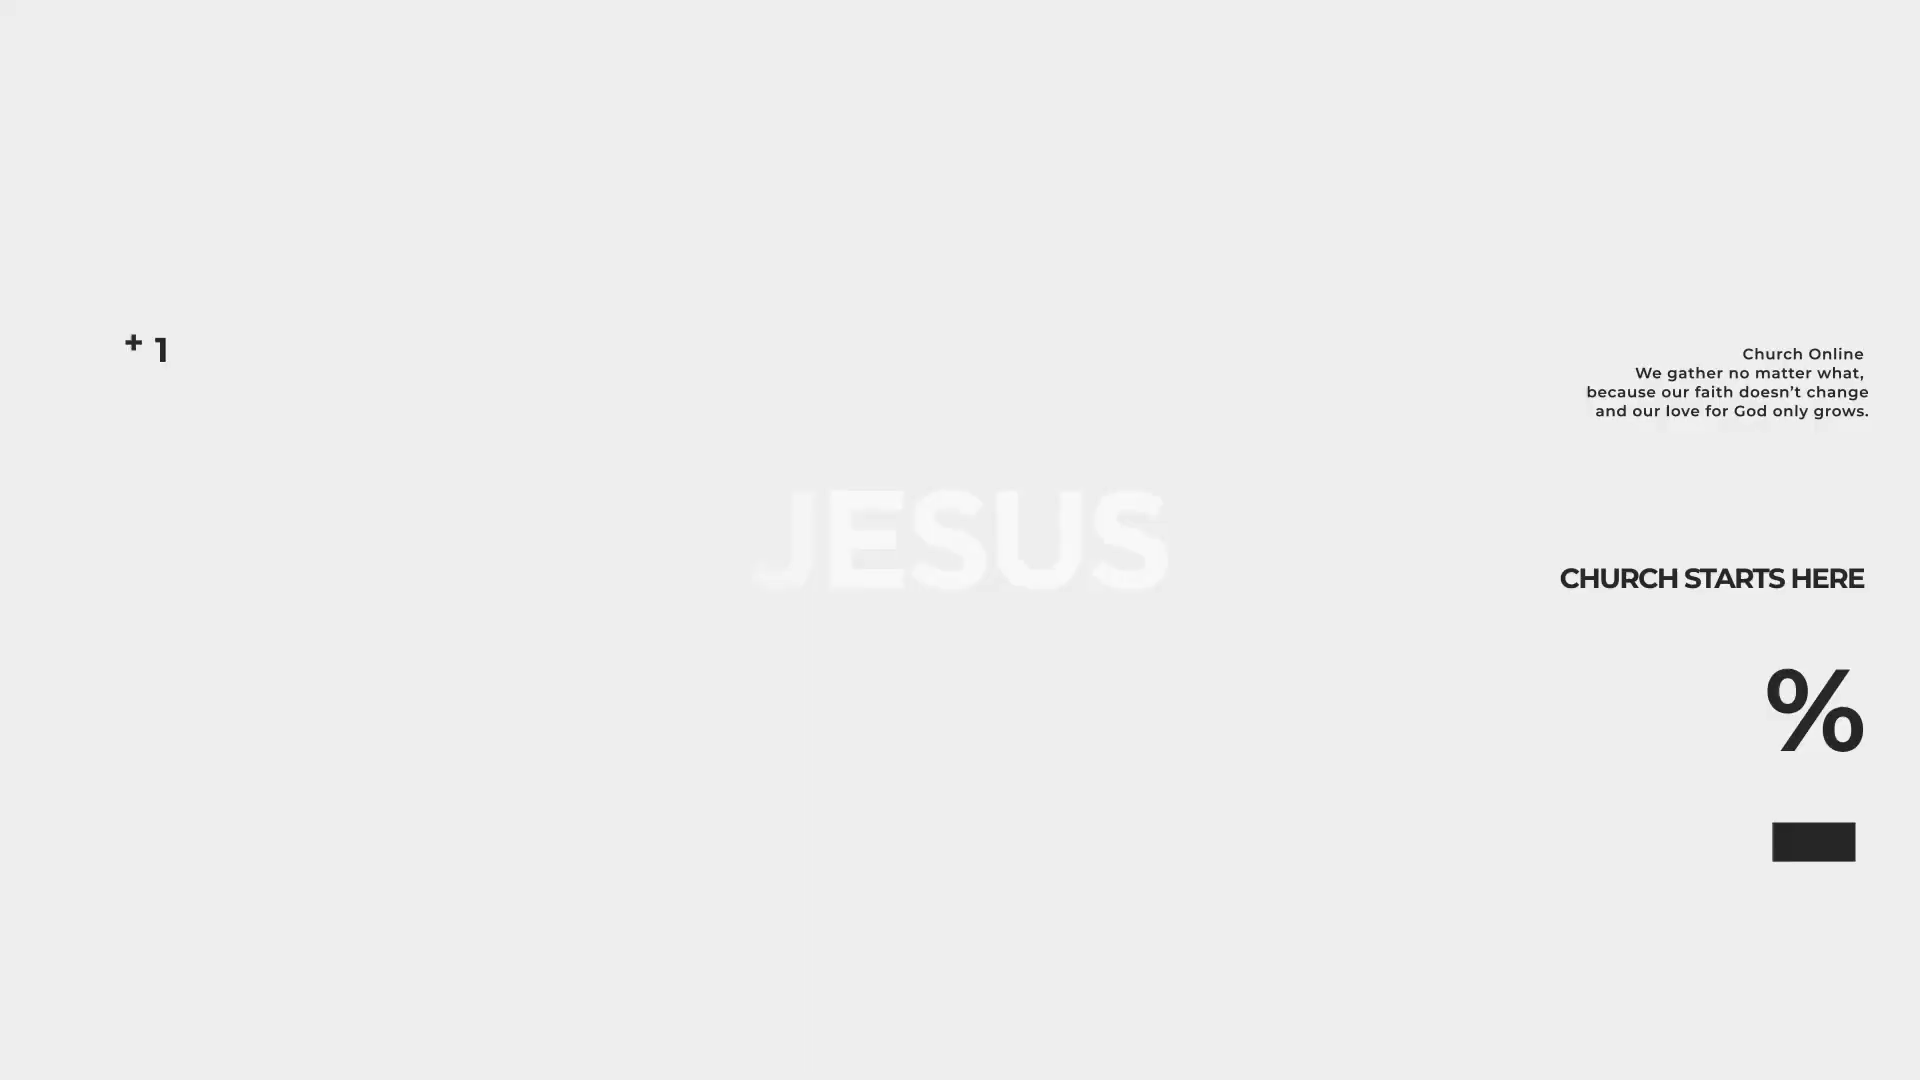 + 1
Church Online
We gather no matter what,
because our faith doesn’t change
and our love for God only grows.
JESUS
CHURCH STARTS HERE
%